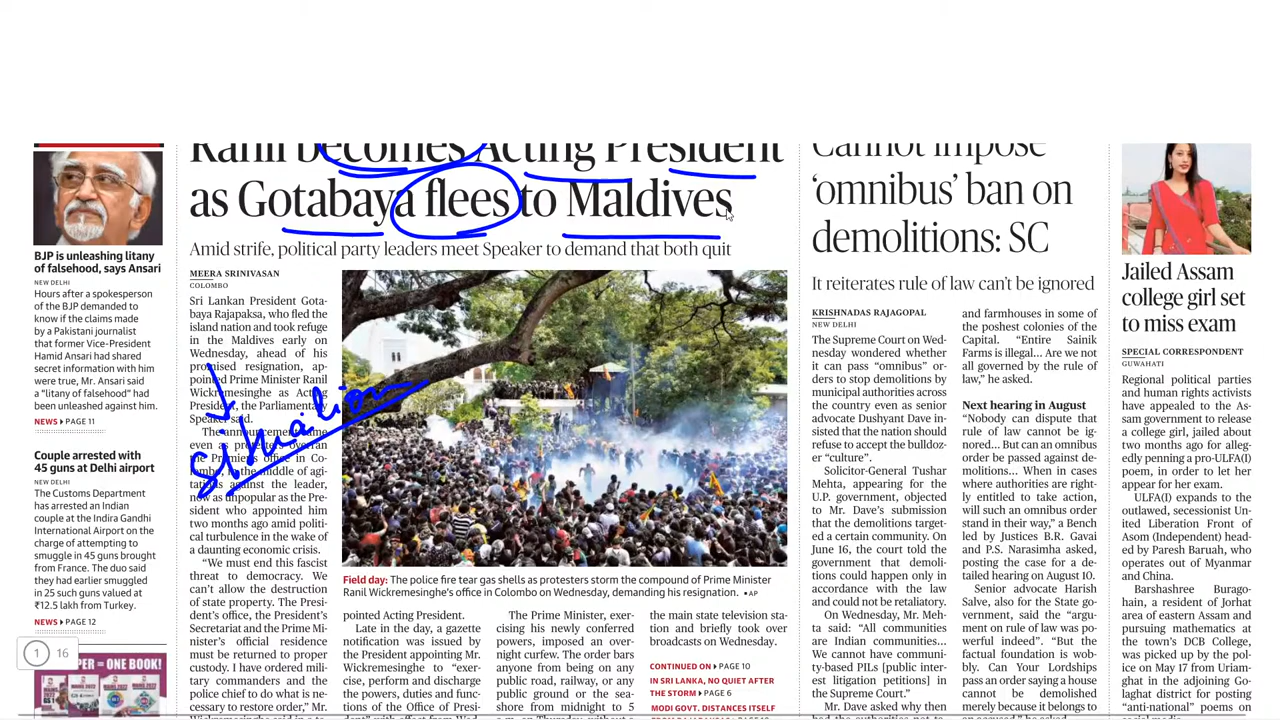 BJP is unleashing litany
of falsehood, says Ansari
NEW DELHI
Hours after a spokesperson
of the BJP demanded to
know if the claims made
by a Pakistani journalist
that former Vice-President
Hamid Ansari had shared
secret information with him
were true, Mr. Ansari said
a “litany of falsehood” had
been unleashed against him.
NEWS PAGE 11
Couple arrested with
45 guns at Delhi airport
NEW DELHI
The Customs Department
has arrested an Indian
couple at the Indira Gandhi
International Airport on the
charge of attempting to
smuggle in 45 guns brought
from France. The duo said
they had earlier smuggled
in 25 such guns valued at
₹12.5 lakh from Turkey.
NEWS PAGE 12
1 16
PER = ONE BOOK!
Ranil becomes Acting President
as Gotabaya flees to Maldives
Amid strife, political party leaders meet Speaker to demand that both quit
MEERA SRINIVASAN
COLOMBO
Sri Lankan President Gota-
baya Rajapaksa, who fled the
island nation and took refuge
in the Maldives early on
Wednesday, ahead of his
promised resignation, ap-
pointed Prime Minister Ranil
Wickremesinghe as Acting
President, the Parliamentary
Speaker said.
The announcement came
even as protesters overran
the Premier's office in Co-
lombo, in the middle of agi-
tations against the leader,
now as unpopular as the Pre-
sident who appointed him
two months ago amid politi-
cal turbulence in the wake of
a daunting economic crisis.
“We must end this fascist
threat to democracy. We
can't allow the destruction
of state property. The Presi-
dent's office, the President's
Secretariat and the Prime Mi-
nister's official residence
must be returned to proper
custody. I have ordered mili-
tary commanders and the
police chief to do what is ne-
cessary to restore order,” Mr.
Situation
Field day: The police fire tear gas shells as protesters storm the compound of Prime Minister
Ranil Wickremesinghe's office in Colombo on Wednesday, demanding his resignation. • AP
pointed Acting President.
Late in the day, a gazette
notification was issued by
the President appointing Mr.
Wickremesinghe to “exer-
cise, perform and discharge
the powers, duties and func-
tions of the Office of Presi-
The Prime Minister, exer-
cising his newly conferred
powers, imposed an over-
night curfew. The order bars
anyone from being on any
public road, railway, or any
public ground or the sea-
shore from midnight to 5
the main state television sta-
tion and briefly took over
broadcasts on Wednesday.
CONTINUED ON PAGE 10
IN SRI LANKA, NO QUIET AFTER
THE STORM PAGE 6
MODI GOVT. DISTANCES ITSELF
Cannot impose
‘omnibus’ ban on
demolitions: SC
It reiterates rule of law can't be ignored
KRISHNADAS RAJAGOPAL
NEW DELHI
The Supreme Court on Wed-
nesday wondered whether
it can pass “omnibus” or-
ders to stop demolitions by
municipal authorities across
the country even as senior
advocate Dushyant Dave in-
sisted that the nation should
refuse to accept the bulldoz-
er “culture”.
Solicitor-General Tushar
Mehta, appearing for the
U.P. government, objected
to Mr. Dave's submission
that the demolitions target-
ed a certain community. On
June 16, the court told the
government that demoli-
tions could happen only in
accordance with the law
and could not be retaliatory.
On Wednesday, Mr. Meh-
ta said: “All communities
are Indian communities...
We cannot have communi-
ty-based PILs [public inter-
est litigation petitions] in
the Supreme Court.”
Mr. Dave asked why then
and farmhouses in some of
the poshest colonies of the
Capital. “Entire Sainik
Farms is illegal... Are we not
all governed by the rule of
law,” he asked.
Next hearing in August
“Nobody can dispute that
rule of law cannot be ig-
nored... But can an omnibus
order be passed against de-
molitions... When in cases
where authorities are right-
ly entitled to take action,
will such an omnibus order
stand in their way,” a Bench
led by Justices B.R. Gavai
and P.S. Narasimha asked,
posting the case for a de-
tailed hearing on August 10.
Senior advocate Harish
Salve, also for the State go-
vernment, said the “argu-
ment on rule of law was po-
werful indeed”. “But the
factual foundation is wob-
bly. Can Your Lordships
pass an order saying a house
cannot be demolished
merely because it belongs to
Jailed Assam
college girl set
to miss exam
SPECIAL CORRESPONDENT
GUWAHATI
Regional political parties
and human rights activists
have appealed to the As-
sam government to release
a college girl, jailed about
two months ago for alleg-
edly penning a pro-ULFA(I)
poem, in order to let her
appear for her exam.
ULFA(I) expands to the
outlawed, secessionist Un-
ited Liberation Front of
Asom (Independent) head-
ed by Paresh Baruah, who
operates out of Myanmar
and China.
Barshashree Burago-
hain, a resident of Jorhat
area of eastern Assam and
pursuing mathematics at
the town's DCB College,
was picked up by the pol-
ice on May 17 from Uriam-
ghat in the adjoining Go-
laghat district for posting
“anti-national” poems on